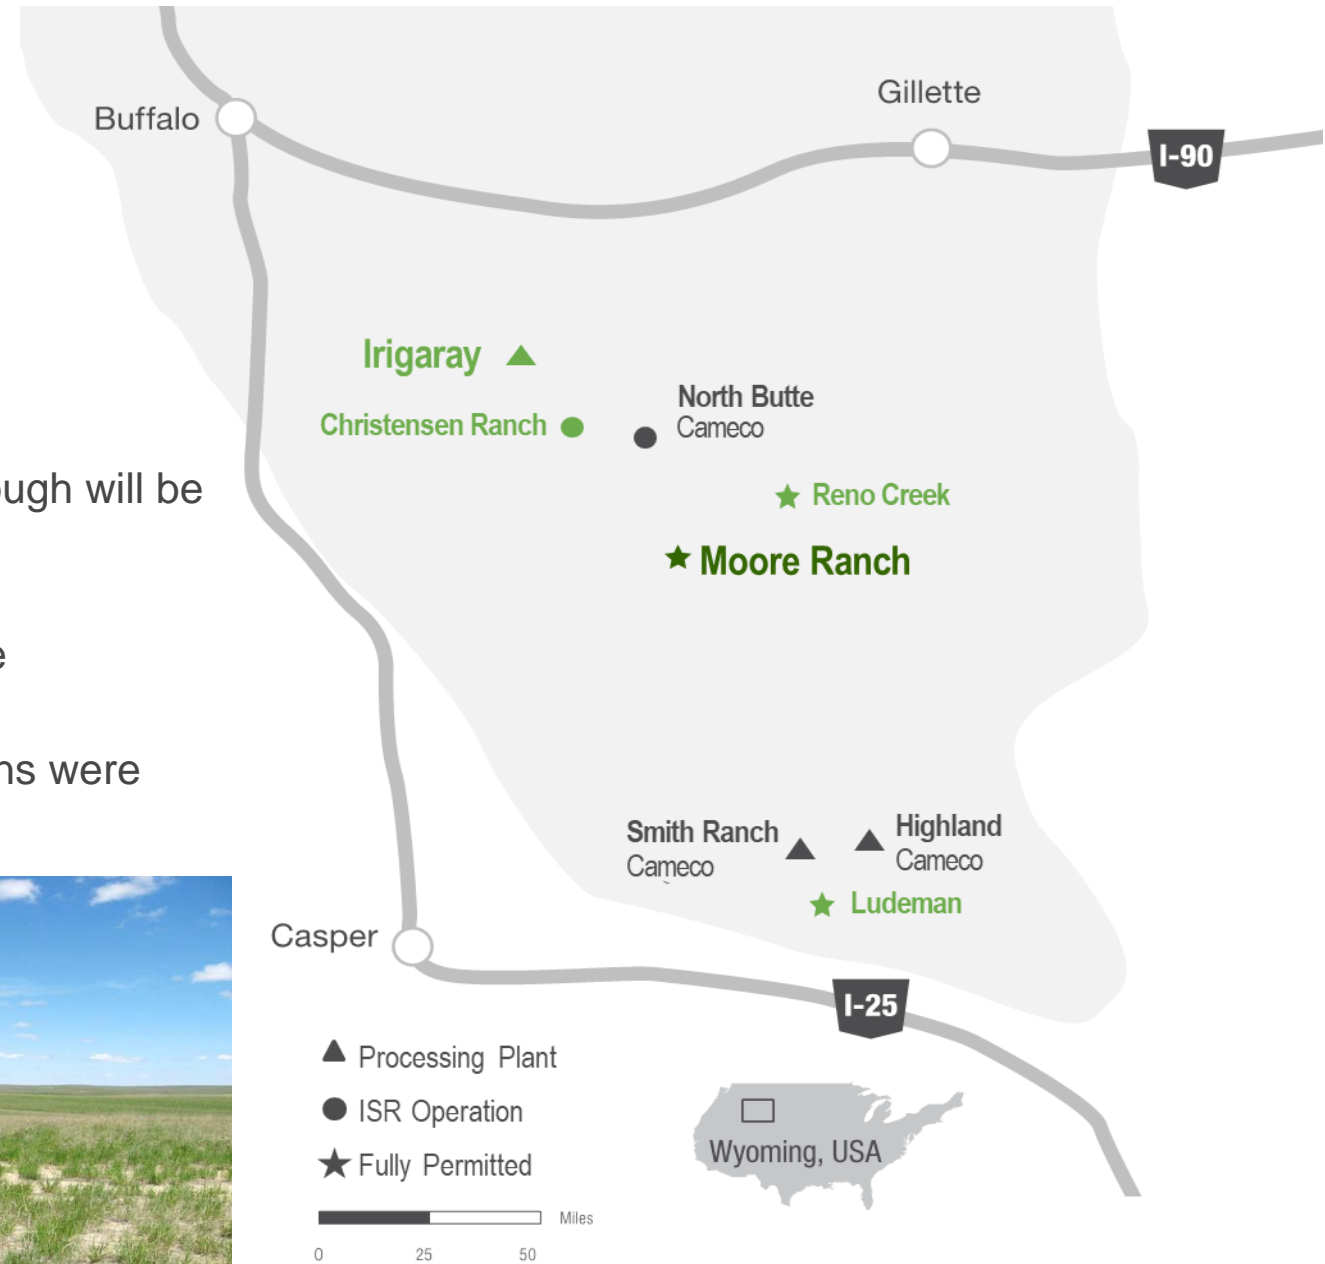 Buffalo
Gillette
I-90
Irigaray
Christensen Ranch
North Butte
Cameco
ough will be
Reno Creek
Moore Ranch
e
ns were
Smith Ranch
Cameco
Highland
Cameco
Ludeman
Casper
I-25
Processing Plant
ISR Operation
Fully Permitted
Wyoming, USA
Miles
0 25 50